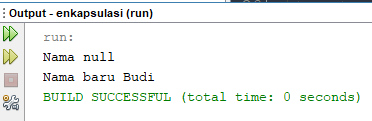 Output - enkapsulasi (run)
run:
Nama null
Nama baru Budi
BUILD SUCCESSFUL (total time: 0 seconds)